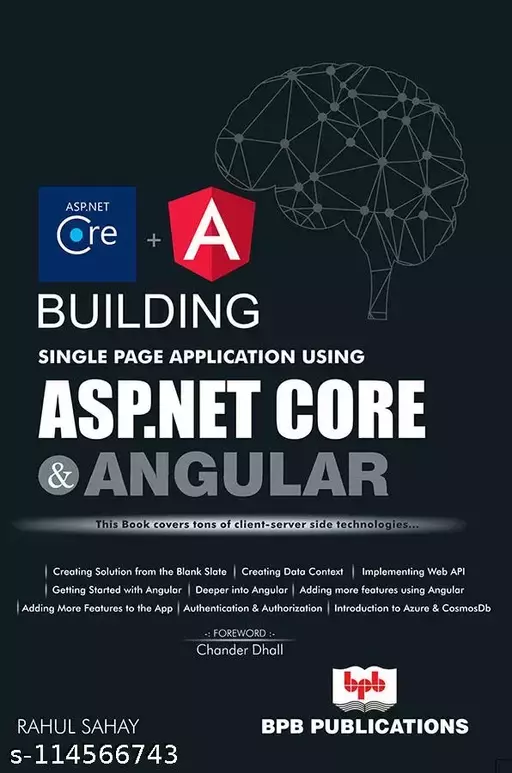 ASP.NET
Core
+
A
BUILDING
SINGLE PAGE APPLICATION USING
ASP.NET CORE
& ANGULAR
This Book covers tons of client-server side technologies...
| Creating Solution from the Blank Slate | Creating Data Context | Implementing Web API
| Getting Started with Angular | Deeper into Angular | Adding more features using Angular
| Adding More Features to the App | Authentication & Authorization | Introduction to Azure & CosmosDb
-: FOREWORD :-
Chander Dhall
bpb
RAHUL SAHAY
BPB PUBLICATIONS
s-114566743